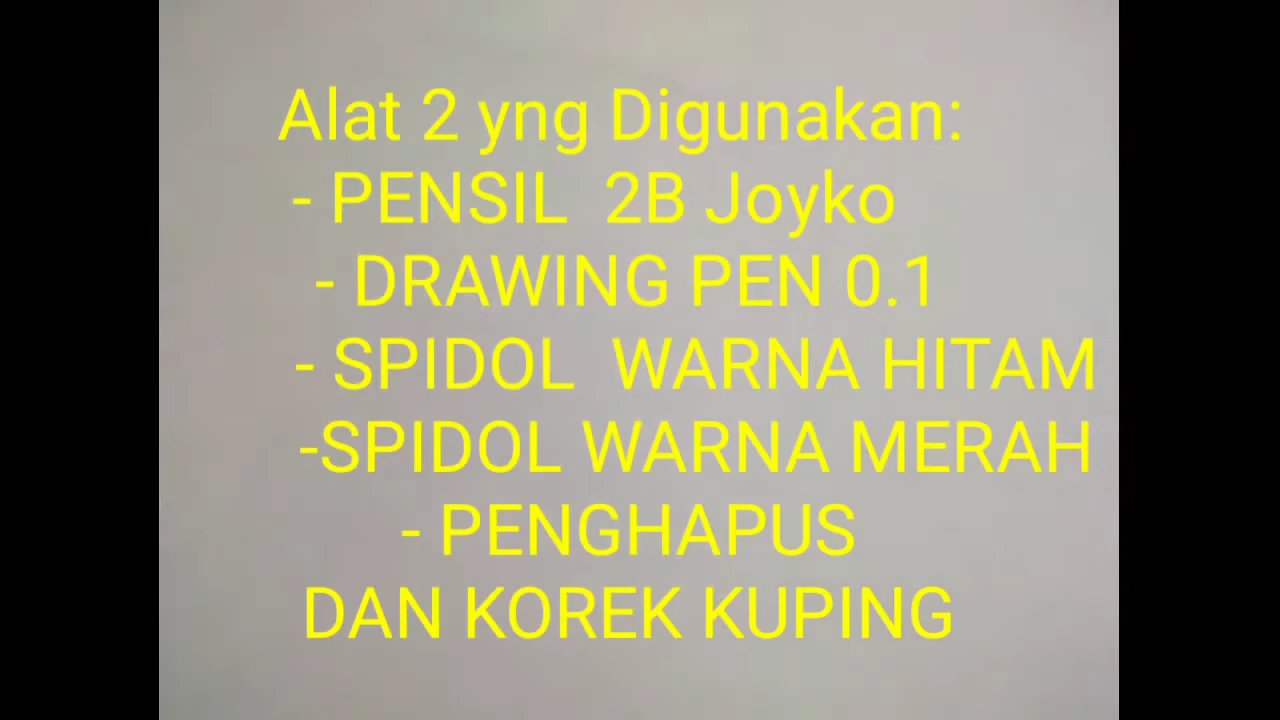 Alat 2 yng Digunakan:
- PENSIL  2B Joyko
- DRAWING PEN 0.1
- SPIDOL  WARNA HITAM
-SPIDOL WARNA MERAH
- PENGHAPUS
DAN KOREK KUPING